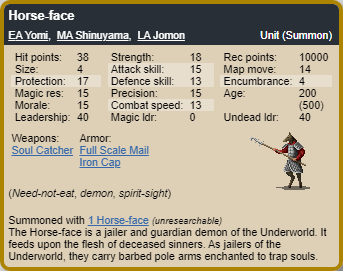 Horse-face
EA Yomi, MA Shinuyama, LA Jomon Unit (Summon)
Hit points: 38 Strength: 18 Rec points: 10000
Size: 4 Attack skill: 15 Map move: 14
Protection: 17 Defence skill: 13 Encumbrance: 4
Magic res: 15 Precision: 15 Age: 200
Morale: 15 Combat speed: 13 (500)
Leadership: 40 Magic ldr: 0 Undead ldr: 40
Weapons: Armor:
Soul Catcher Full Scale Mail
Iron Cap
(Need-not-eat, demon, spirit-sight)
Summoned with 1 Horse-face (unresearchable)
The Horse-face is a jailer and guardian demon of the Underworld. It
feeds upon the flesh of deceased sinners. As jailers of the
Underworld, they carry barbed pole arms enchanted to trap souls.